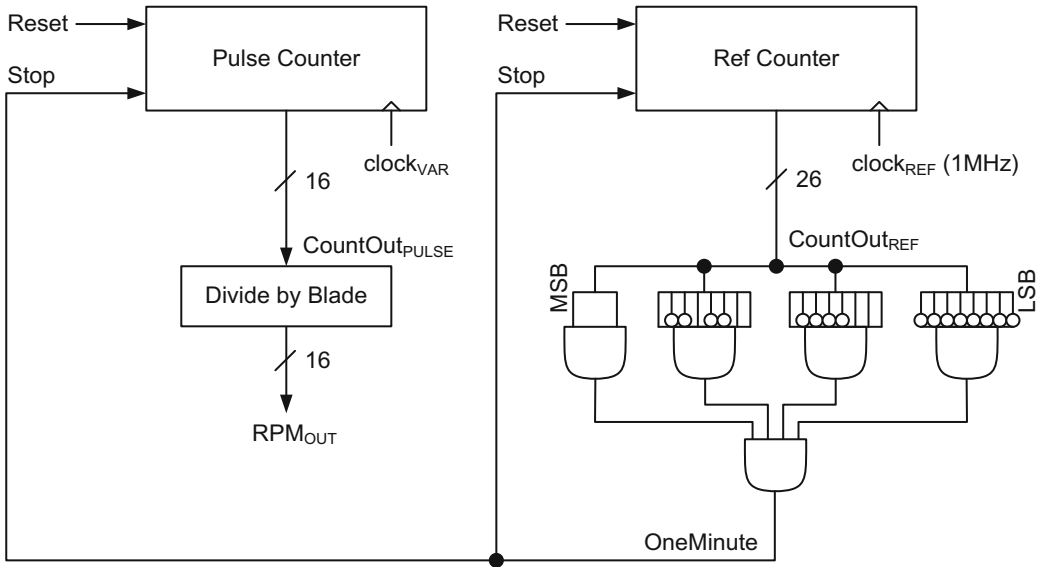 Reset
Pulse Counter
Stop
clockVAR
16
CountOutPULSE
Divide by Blade
16
RPMOUT
Reset
Ref Counter
Stop
clockREF (1MHz)
26
CountOutREF
MSB
LSB
OneMinute